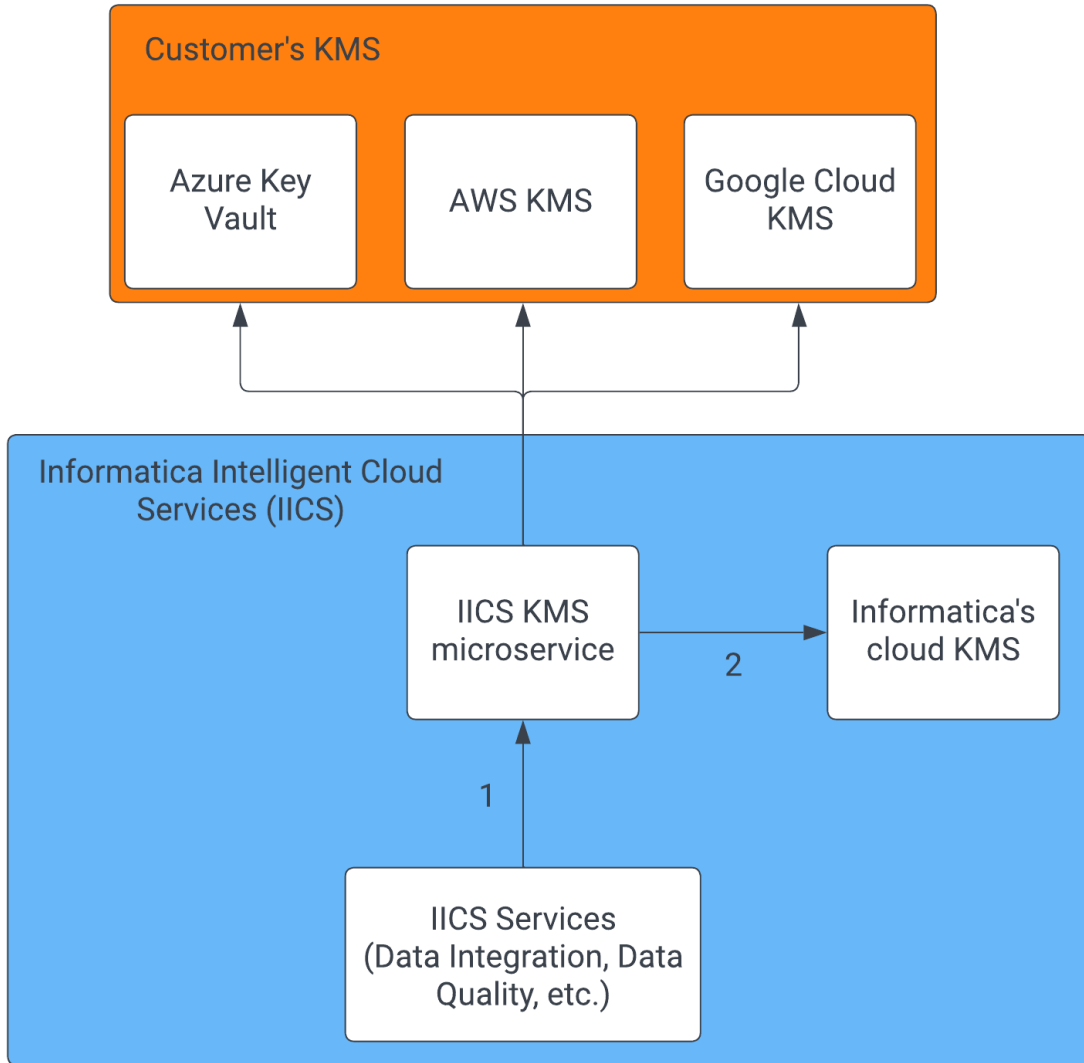 Customer's KMS
Azure Key
Vault
AWS KMS
Google Cloud
KMS
Informatica Intelligent Cloud
Services (IICS)
IICS KMS
microservice
2
Informatica's
cloud KMS
1
IICS Services
(Data Integration, Data
Quality, etc.)